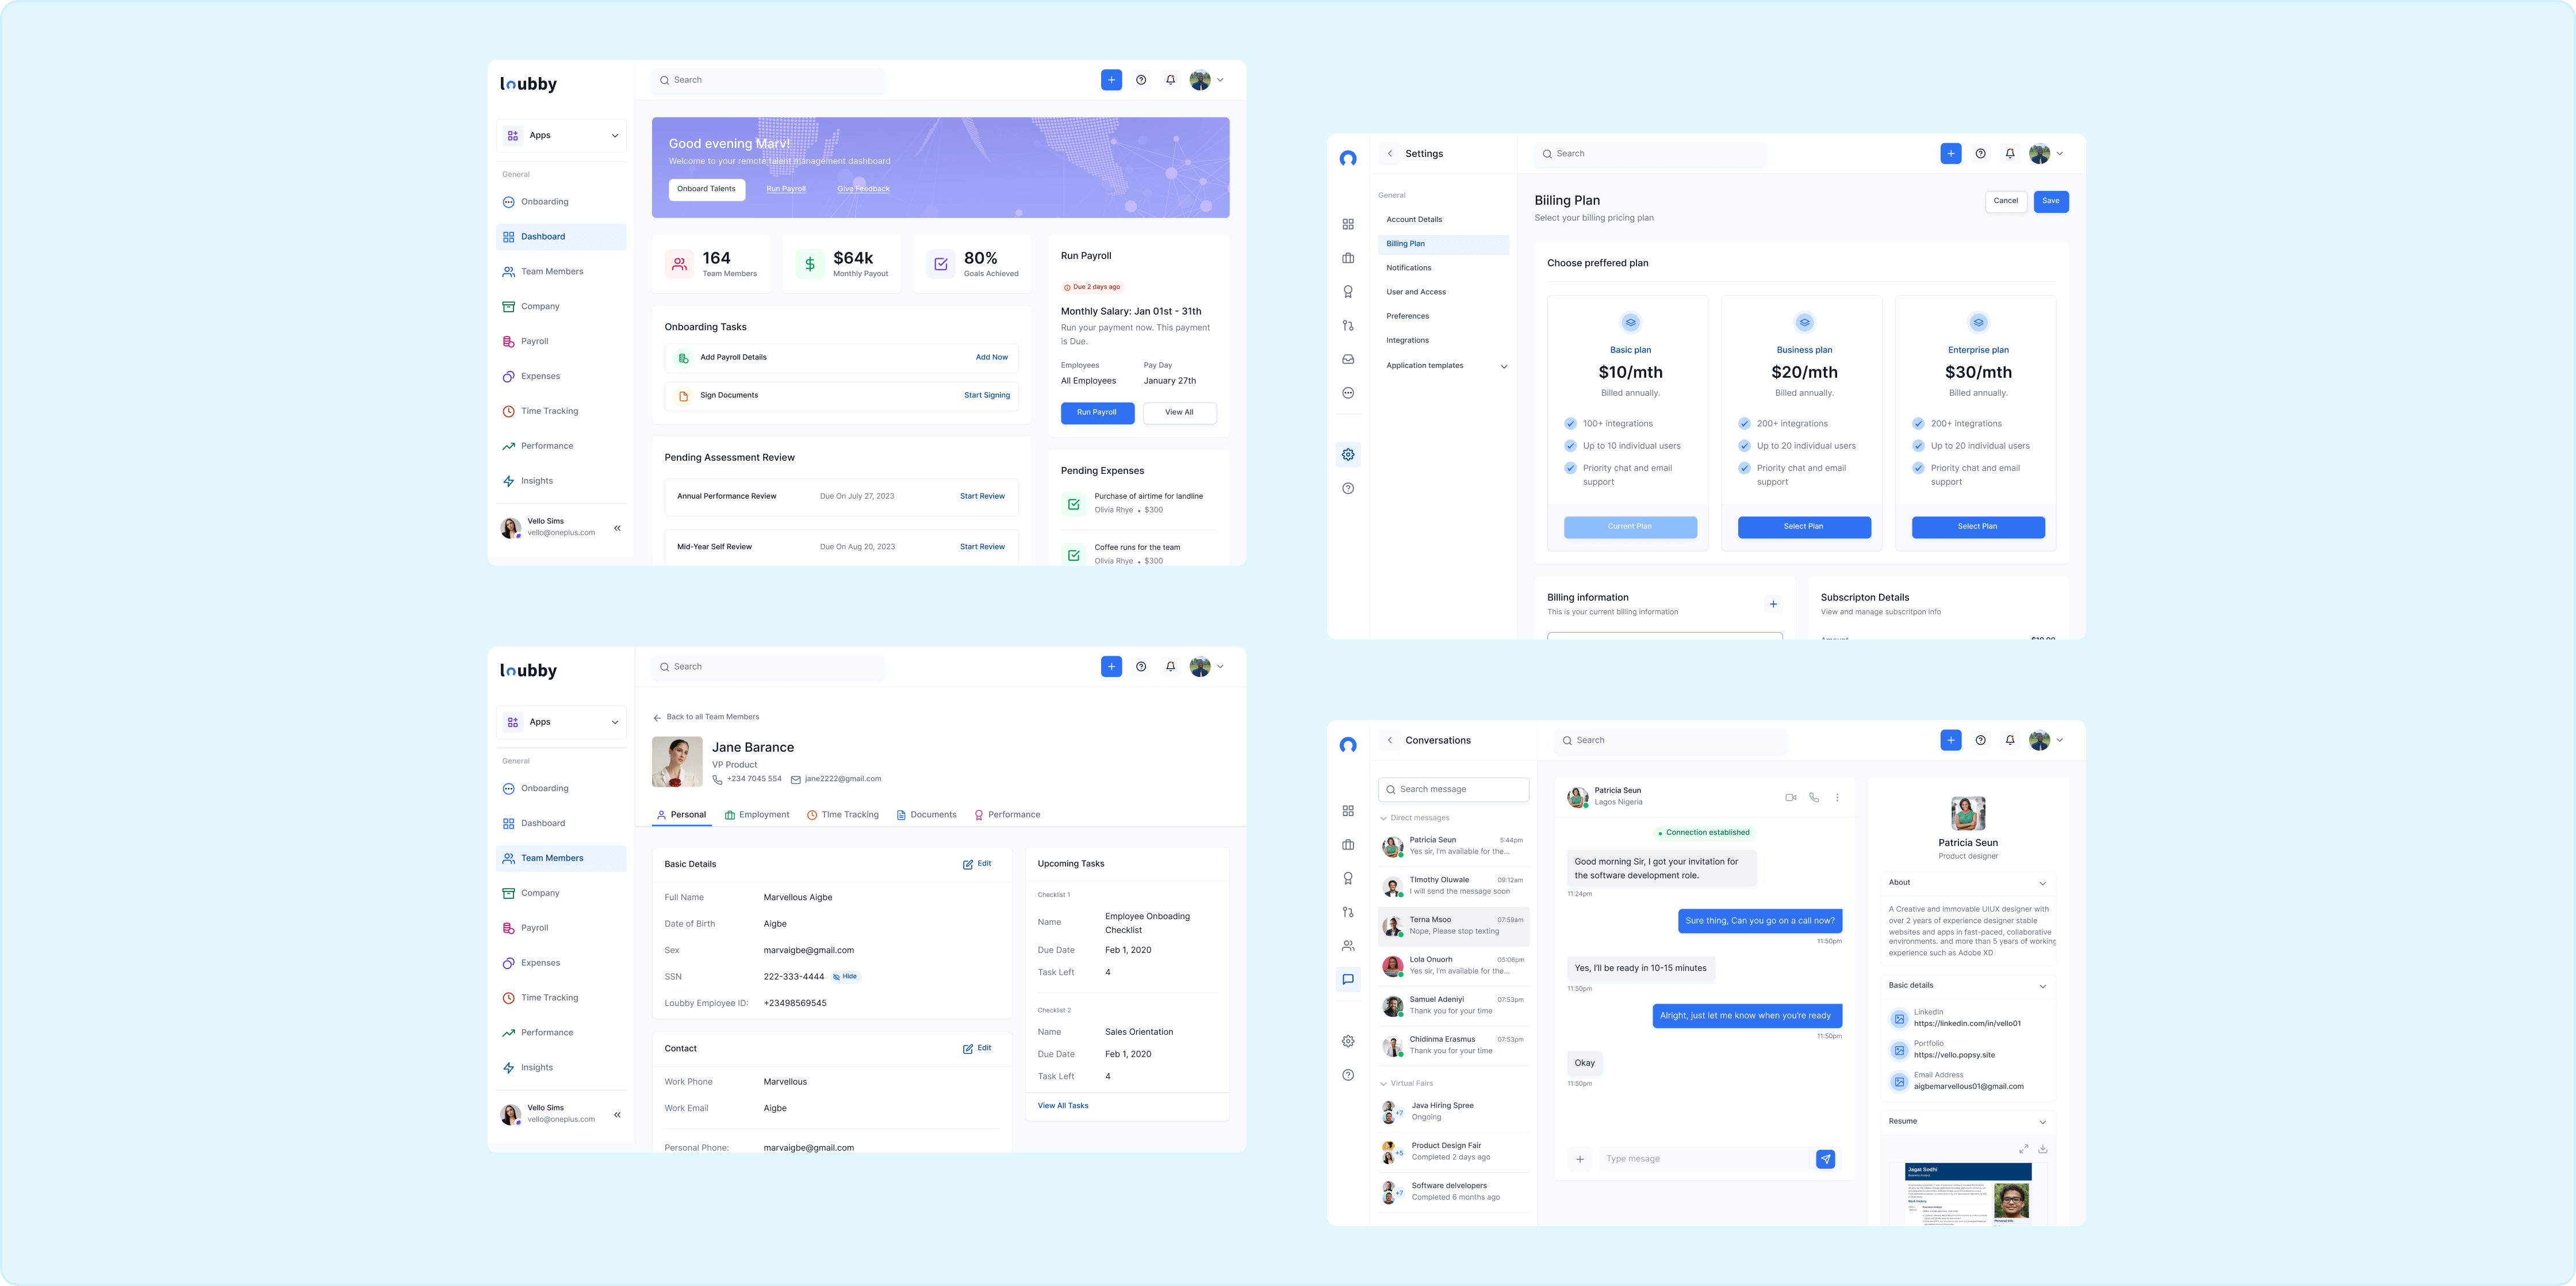 loubby
Search
Apps
General
Onboarding
Dashboard
Team Members
Company
Payroll
Expenses
Time Tracking
Performance
Insights
Vello Sims
vello@oneplus.com
Good evening Marv!
Welcome to your remote talent management dashboard
Onboard Talents
Run Payroll
Give Feedback
164
Team Members
$64k
Monthly Payout
80%
Goals Achieved
Onboarding Tasks
Add Payroll Details
Add Now
Sign Documents
Start Signing
Pending Assessment Review
Annual Performance Review
Due On July 27, 2023
Start Review
Mid-Year Self Review
Due On Aug 20, 2023
Start Review
Run Payroll
Due 2 days ago
Monthly Salary: Jan 01st - 31th
Run your payment now. This payment
is Due.
Employees
Pay Day
All Employees
January 27th
Run Payroll
View All
Pending Expenses
Purchase of airtime for landline
Olivia Rhye • $300
Coffee runs for the team
Olivia Rhye • $300
Settings
Search
General
Account Details
Billing Plan
Notifications
User and Access
Preferences
Integrations
Application templates
Biiling Plan
Select your billing pricing plan
Cancel
Save
Choose preffered plan
Basic plan
$10/mth
Billed annually.
100+ integrations
Up to 10 individual users
Priority chat and email
support
Current Plan
Business plan
$20/mth
Billed annually.
200+ integrations
Up to 20 individual users
Priority chat and email
support
Select Plan
Enterprise plan
$30/mth
Billed annually.
200+ integrations
Up to 20 individual users
Priority chat and email
support
Select Plan
Billing information
This is your current billing information
Subscripton Details
View and manage subscritpon info
Amount
$10.00
loubby
Search
Apps
General
Onboarding
Dashboard
Team Members
Company
Payroll
Expenses
Time Tracking
Performance
Insights
Vello Sims
vello@oneplus.com
Back to all Team Members
Jane Barance
VP Product
+234 7045 554
jane2222@gmail.com
Personal
Employment
TIme Tracking
Documents
Performance
Basic Details
Edit
Full Name
Marvellous Aigbe
Date of Birth
Aigbe
Sex
marvaigbe@gmail.com
SSN
222-333-4444
Hide
Loubby Employee ID:
+23498569545
Contact
Edit
Work Phone
Marvellous
Work Email
Aigbe
Personal Phone:
marvaigbe@gmail.com
Upcoming Tasks
Checklist 1
Name
Employee Onboading
Checklist
Due Date
Feb 1, 2020
Task Left
4
Checklist 2
Name
Sales Orientation
Due Date
Feb 1, 2020
Task Left
4
View All Tasks
Conversations
Search
Search message
Direct messages
Patricia Seun
5:44pm
Yes sir, I'm available for the...
TImothy Oluwale
09:12am
I will send the message soon
Terna Msoo
07:59am
Nope, Please stop texting
Lola Onuorh
05:06pm
Yes sir, I'm available for the...
Samuel Adeniyi
07:53pm
Thank you for your time
Chidinma Erasmus
07:53pm
Thank you for your time
Virtual Fairs
+7
Java Hiring Spree
Ongoing
+5
Product Design Fair
Completed 2 days ago
+7
Software delvelopers
Completed 6 months ago
Patricia Seun
Lagos Nigeria
Connection established
Good morning Sir, I got your invitation for
the software development role.
11:24pm
Sure thing, Can you go on a call now?
11:50pm
Yes, I'll be ready in 10-15 minutes
11:50pm
Alright, just let me know when you're ready
11:50pm
Okay
11:50pm
Type mesage
Patricia Seun
Product designer
About
A Creative and immovable UIUX designer with
over 2 years of experience designer stable
websites and apps in fast-paced, collaborative
environments. and more than 5 years of working
experience such as Adobe XD
Basic details
LinkedIn
https://linkedin.com/in/vello01
Portfolio
https://vello.popsy.site
Email Address
aigbemarvellous01@gmail.com
Resume
Jagat Sodhi